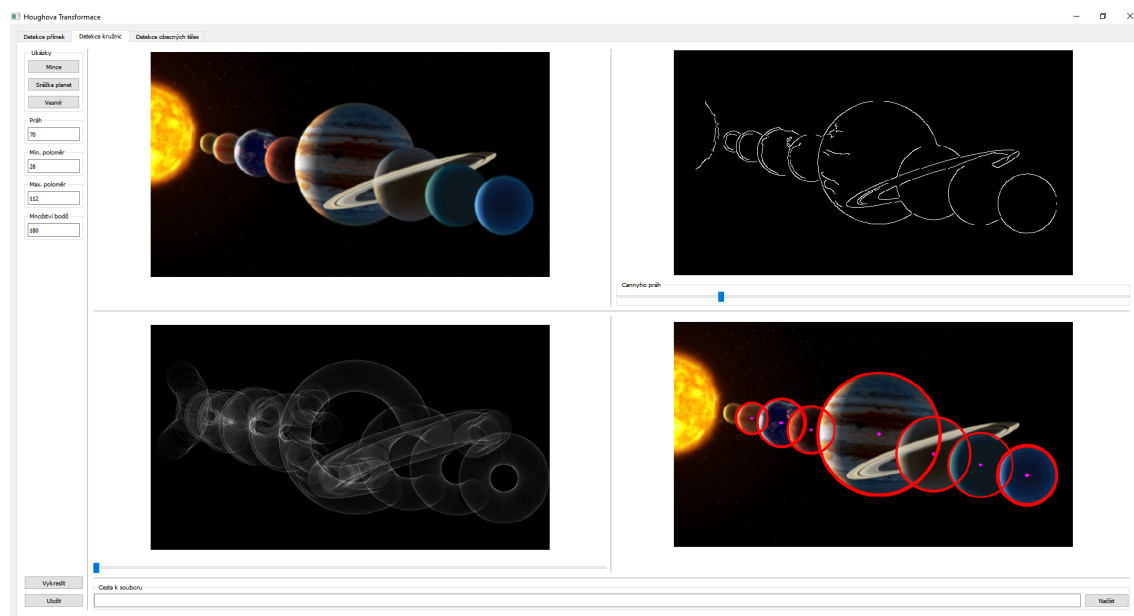 Houghova Transformace
Detekce přímek
Detekce kružnic
Detekce obecných těles
Ukázky
Mince
Srážka planet
Vesmír
Práh
70
Min. poloměr
28
Max. poloměr
112
Množství bodů
180
Cannyho práh
Vykreslit
Uložit
Cesta k souboru
Načíst